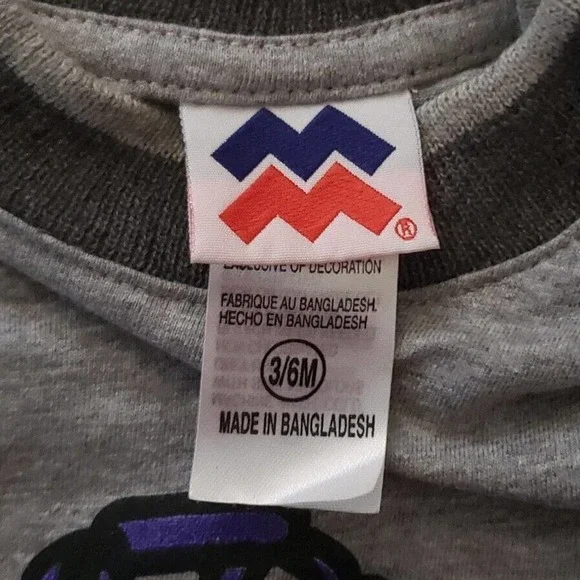 ®
EXCLUSIVE OF DECORATION
FABRIQUE AU BANGLADESH.
HECHO EN BANGLADESH
3/6M
MADE IN BANGLADESH